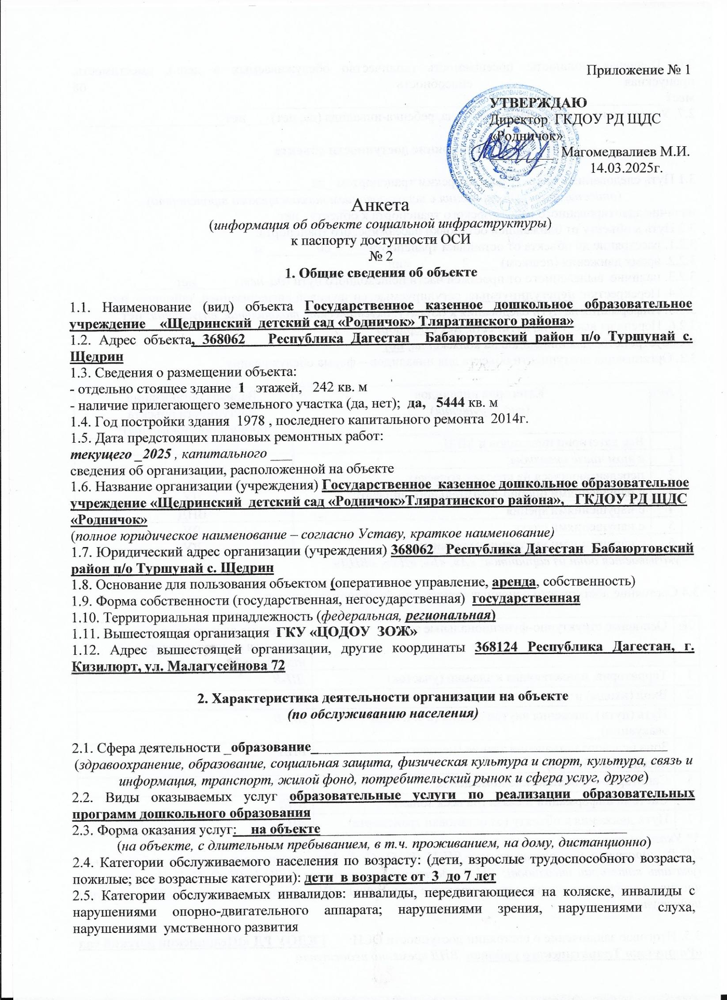 Приложение № 1
УТВЕРЖДАЮ
Директор ГКДОУ РД ЩДС
«Родничок»
Магомедвалиев М.И.
14.03.2025г.
Анкета
(информация об объекте социальной инфраструктуры)
к паспорту доступности ОСИ
№ 2
1. Общие сведения об объекте
1.1. Наименование (вид) объекта Государственное казенное дошкольное образовательное
учреждение «Щедринский детский сад «Родничок» Тляратинского района»
1.2. Адрес объекта, 368062 Республика Дагестан Бабаюртовский район п/о Туршунай с.
Щедрин
1.3. Сведения о размещении объекта:
- отдельно стоящее здание 1 этажей, 242 кв. м
- наличие прилегающего земельного участка (да, нет); да, 5444 кв. м
1.4. Год постройки здания 1978 , последнего капитального ремонта 2014г.
1.5. Дата предстоящих плановых ремонтных работ:
текущего _2025 , капитального ___
сведения об организации, расположенной на объекте
1.6. Название организации (учреждения) Государственное казенное дошкольное образовательное
учреждение «Щедринский детский сад «Родничок»Тляратинского района», ГКДОУ РД ЩДС
«Родничок»
(полное юридическое наименование – согласно Уставу, краткое наименование)
1.7. Юридический адрес организации (учреждения) 368062 Республика Дагестан Бабаюртовский
район п/о Туршунай с. Щедрин
1.8. Основание для пользования объектом (оперативное управление, аренда, собственность)
1.9. Форма собственности (государственная, негосударственная) государственная
1.10. Территориальная принадлежность (федеральная, региональная)
1.11. Вышестоящая организация ГКУ «ЦОДОУ ЗОЖ»
1.12. Адрес вышестоящей организации, другие координаты 368124 Республика Дагестан, г.
Кизилюрт, ул. Малагусейнова 72
2. Характеристика деятельности организации на объекте
(по обслуживанию населения)
2.1. Сфера деятельности _образование_
(здравоохранение, образование, социальная защита, физическая культура и спорт, культура, связь и
информация, транспорт, жилой фонд, потребительский рынок и сфера услуг, другое)
2.2. Виды оказываемых услуг образовательные услуги по реализации образовательных
программ дошкольного образования
2.3. Форма оказания услуг: на объекте
(на объекте, с длительным пребыванием, в т.ч. проживанием, на дому, дистанционно)
2.4. Категории обслуживаемого населения по возрасту: (дети, взрослые трудоспособного возраста,
пожилые; все возрастные категории): дети в возрасте от 3 до 7 лет
2.5. Категории обслуживаемых инвалидов: инвалиды, передвигающиеся на коляске, инвалиды с
нарушениями опорно-двигательного аппарата; нарушениями зрения, нарушениями слуха,
нарушениями умственного развития